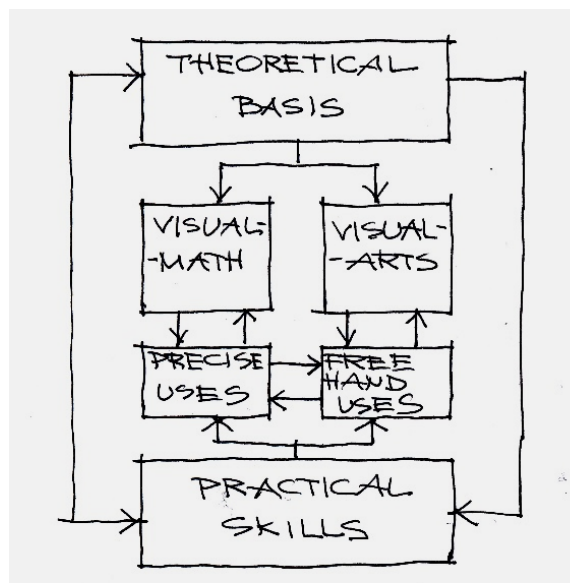 THEORETICAL
BASIS
VISUAL-
-MATH
VISUAL-
-ARTS
PRECISE
USES
FREE
HAND
USES
PRACTICAL
SKILLS